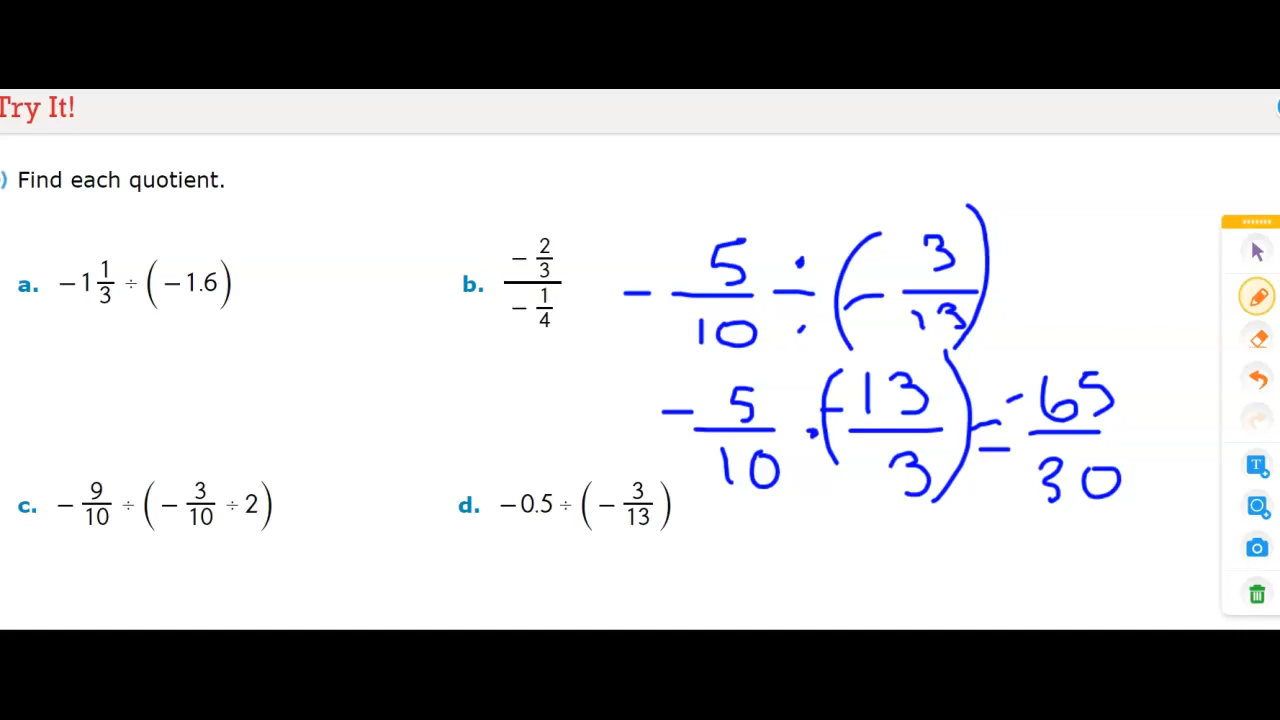 Try It!
) Find each quotient.
a. −1 1/3 ÷ (−1.6)
b. (−2/3)/(−1/4)
− 5/10 ÷ (− 3/13)
− 5/10 · (−13/3) = -65/30
c. − 9/10 ÷ (− 3/10 ÷ 2)
d. −0.5 ÷ (− 3/13)
T